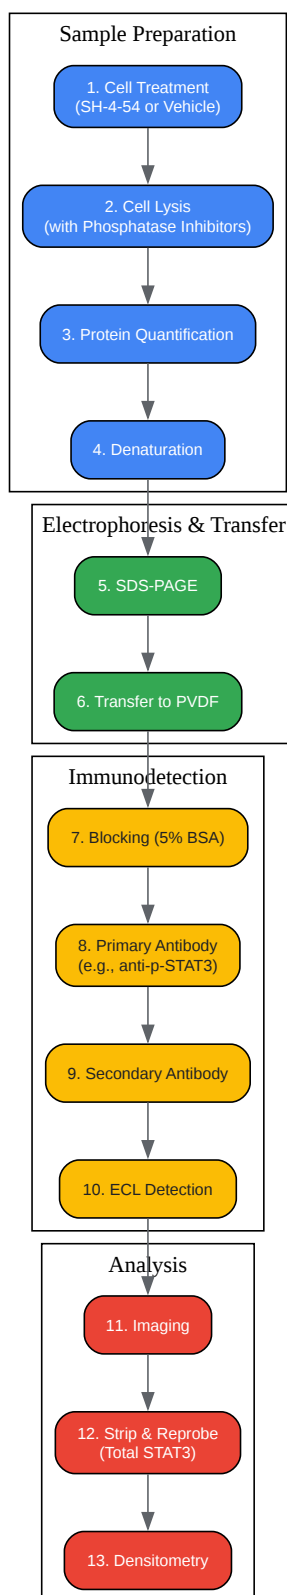 Sample Preparation
1. Cell Treatment
(SH-4-54 or Vehicle)
2. Cell Lysis
(with Phosphatase Inhibitors)
3. Protein Quantification
4. Denaturation
Electrophoresis & Transfer
5. SDS-PAGE
6. Transfer to PVDF
Immunodetection
7. Blocking (5% BSA)
8. Primary Antibody
(e.g., anti-p-STAT3)
9. Secondary Antibody
10. ECL Detection
Analysis
11. Imaging
12. Strip & Reprobe
(Total STAT3)
13. Densitometry